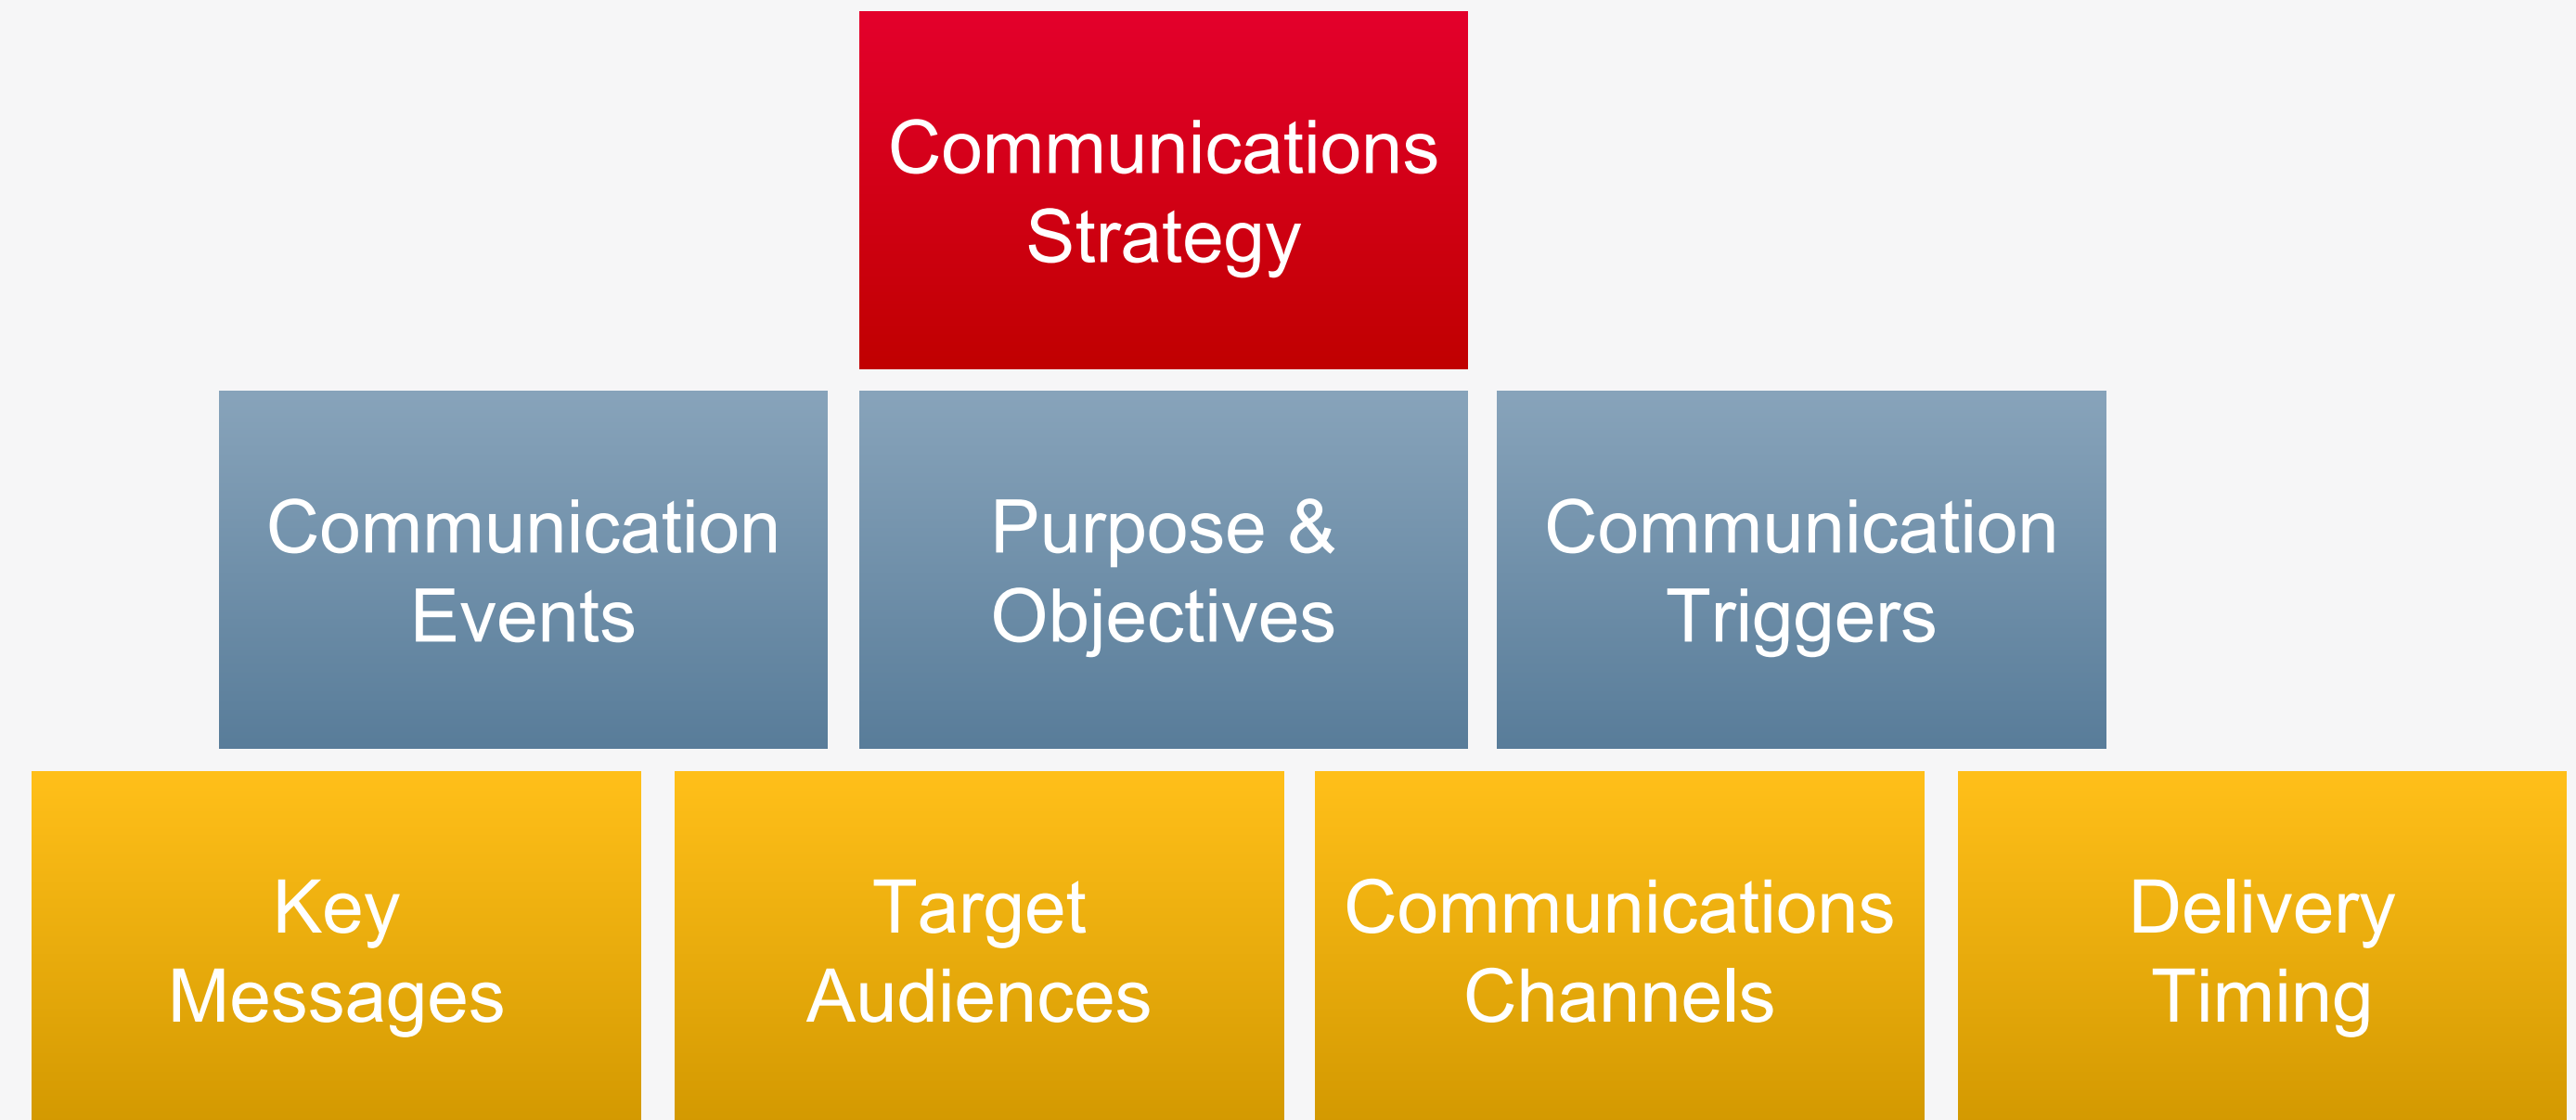 Communications
Strategy
Communication
Events
Purpose &
Objectives
Communication
Triggers
Key
Messages
Target
Audiences
Communications
Channels
Delivery
Timing